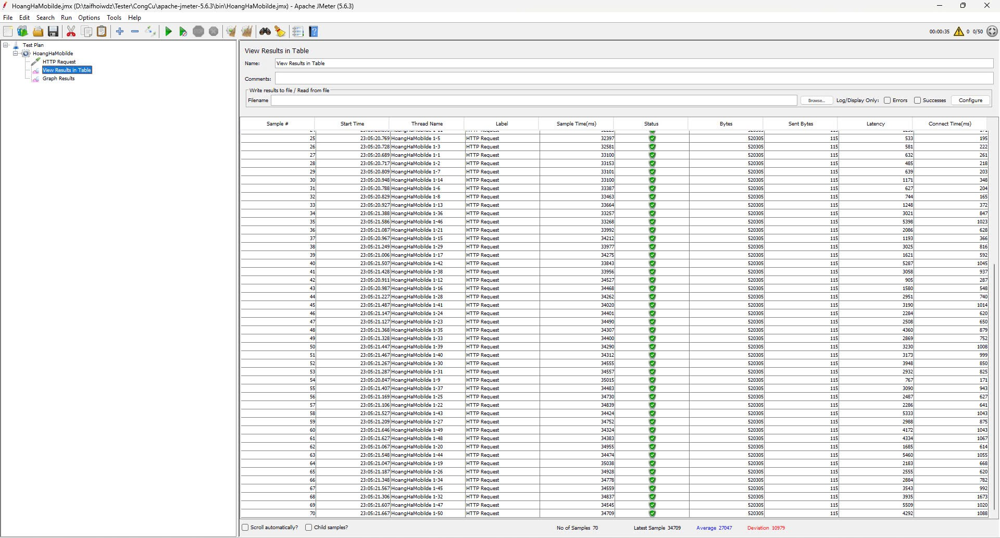 HoangHaMobilde.jmx (D:\taifhoiwdz\Tester\CongCu\apache-jmeter-5.6.3\bin\HoangHaMobilde.jmx) - Apache JMeter (5.6.3)
File Edit Search Run Options Tools Help
00:00:35 0 0/50
Test Plan
HoangHaMobilde
HTTP Request
View Results in Table
Graph Results
View Results in Table
Name: View Results in Table
Comments:
Write results to file / Read from file
Filename Browse... Log/Display Only: Errors Successes Configure
Sample # Start Time Thread Name Label Sample Time(ms) Status Bytes Sent Bytes Latency Connect Time(ms)
25 23:05:20.769 HoangHaMobilde 1-5 HTTP Request 32397 520305 115 533 195
26 23:05:20.728 HoangHaMobilde 1-3 HTTP Request 32581 520305 115 581 222
27 23:05:20.689 HoangHaMobilde 1-1 HTTP Request 33100 520305 115 632 261
28 23:05:20.717 HoangHaMobilde 1-2 HTTP Request 33153 520305 115 485 218
29 23:05:20.809 HoangHaMobilde 1-7 HTTP Request 33101 520305 115 639 203
30 23:05:20.948 HoangHaMobilde 1-14 HTTP Request 33100 520305 115 1171 348
31 23:05:20.788 HoangHaMobilde 1-6 HTTP Request 33387 520305 115 627 204
32 23:05:20.829 HoangHaMobilde 1-8 HTTP Request 33463 520305 115 744 165
33 23:05:20.927 HoangHaMobilde 1-13 HTTP Request 33664 520305 115 1248 372
34 23:05:21.388 HoangHaMobilde 1-36 HTTP Request 33257 520305 115 3021 847
35 23:05:21.586 HoangHaMobilde 1-46 HTTP Request 33268 520305 115 5398 1023
36 23:05:21.087 HoangHaMobilde 1-21 HTTP Request 33992 520305 115 2086 628
37 23:05:20.967 HoangHaMobilde 1-15 HTTP Request 34212 520305 115 1193 366
38 23:05:21.249 HoangHaMobilde 1-29 HTTP Request 33977 520305 115 3025 816
39 23:05:21.006 HoangHaMobilde 1-17 HTTP Request 34275 520305 115 1621 592
40 23:05:21.507 HoangHaMobilde 1-42 HTTP Request 33843 520305 115 5287 1045
41 23:05:21.428 HoangHaMobilde 1-38 HTTP Request 33956 520305 115 3058 937
42 23:05:20.911 HoangHaMobilde 1-12 HTTP Request 34527 520305 115 905 287
43 23:05:20.987 HoangHaMobilde 1-16 HTTP Request 34468 520305 115 1580 548
44 23:05:21.227 HoangHaMobilde 1-28 HTTP Request 34262 520305 115 2951 740
45 23:05:21.487 HoangHaMobilde 1-41 HTTP Request 34020 520305 115 3190 1014
46 23:05:21.147 HoangHaMobilde 1-24 HTTP Request 34401 520305 115 2284 620
47 23:05:21.127 HoangHaMobilde 1-23 HTTP Request 34490 520305 115 2508 650
48 23:05:21.368 HoangHaMobilde 1-35 HTTP Request 34307 520305 115 4360 879
49 23:05:21.328 HoangHaMobilde 1-33 HTTP Request 34400 520305 115 2869 752
50 23:05:21.447 HoangHaMobilde 1-39 HTTP Request 34290 520305 115 3230 1008
51 23:05:21.467 HoangHaMobilde 1-40 HTTP Request 34312 520305 115 3173 999
52 23:05:21.267 HoangHaMobilde 1-30 HTTP Request 34555 520305 115 3948 850
53 23:05:21.287 HoangHaMobilde 1-31 HTTP Request 34557 520305 115 2932 825
54 23:05:20.847 HoangHaMobilde 1-9 HTTP Request 35015 520305 115 767 171
55 23:05:21.407 HoangHaMobilde 1-37 HTTP Request 34483 520305 115 3090 943
56 23:05:21.169 HoangHaMobilde 1-25 HTTP Request 34730 520305 115 2487 627
57 23:05:21.106 HoangHaMobilde 1-22 HTTP Request 34839 520305 115 2286 641
58 23:05:21.527 HoangHaMobilde 1-43 HTTP Request 34424 520305 115 5333 1043
59 23:05:21.209 HoangHaMobilde 1-27 HTTP Request 34752 520305 115 2988 875
60 23:05:21.646 HoangHaMobilde 1-49 HTTP Request 34324 520305 115 4172 1043
61 23:05:21.627 HoangHaMobilde 1-48 HTTP Request 34383 520305 115 4334 1067
62 23:05:21.067 HoangHaMobilde 1-20 HTTP Request 34955 520305 115 1685 614
63 23:05:21.548 HoangHaMobilde 1-44 HTTP Request 34474 520305 115 5460 1055
64 23:05:21.047 HoangHaMobilde 1-19 HTTP Request 35038 520305 115 2183 668
65 23:05:21.187 HoangHaMobilde 1-26 HTTP Request 34928 520305 115 2555 620
66 23:05:21.348 HoangHaMobilde 1-34 HTTP Request 34778 520305 115 2884 782
67 23:05:21.567 HoangHaMobilde 1-45 HTTP Request 34559 520305 115 3543 992
68 23:05:21.306 HoangHaMobilde 1-32 HTTP Request 34837 520305 115 3935 1673
69 23:05:21.607 HoangHaMobilde 1-47 HTTP Request 34545 520305 115 5509 1020
70 23:05:21.667 HoangHaMobilde 1-50 HTTP Request 34709 520305 115 4292 1088
Scroll automatically? Child samples? No of Samples 70 Latest Sample 34709 Average 27047 Deviation 10979